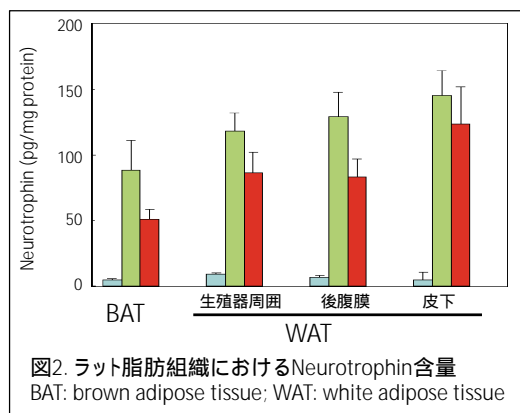 Neurotrophin (pg/mg protein)
200
150
100
50
0
BAT
生殖器周囲 後腹膜 皮下
WAT
図2. ラット脂肪組織におけるNeurotrophin含量
BAT: brown adipose tissue; WAT: white adipose tissue